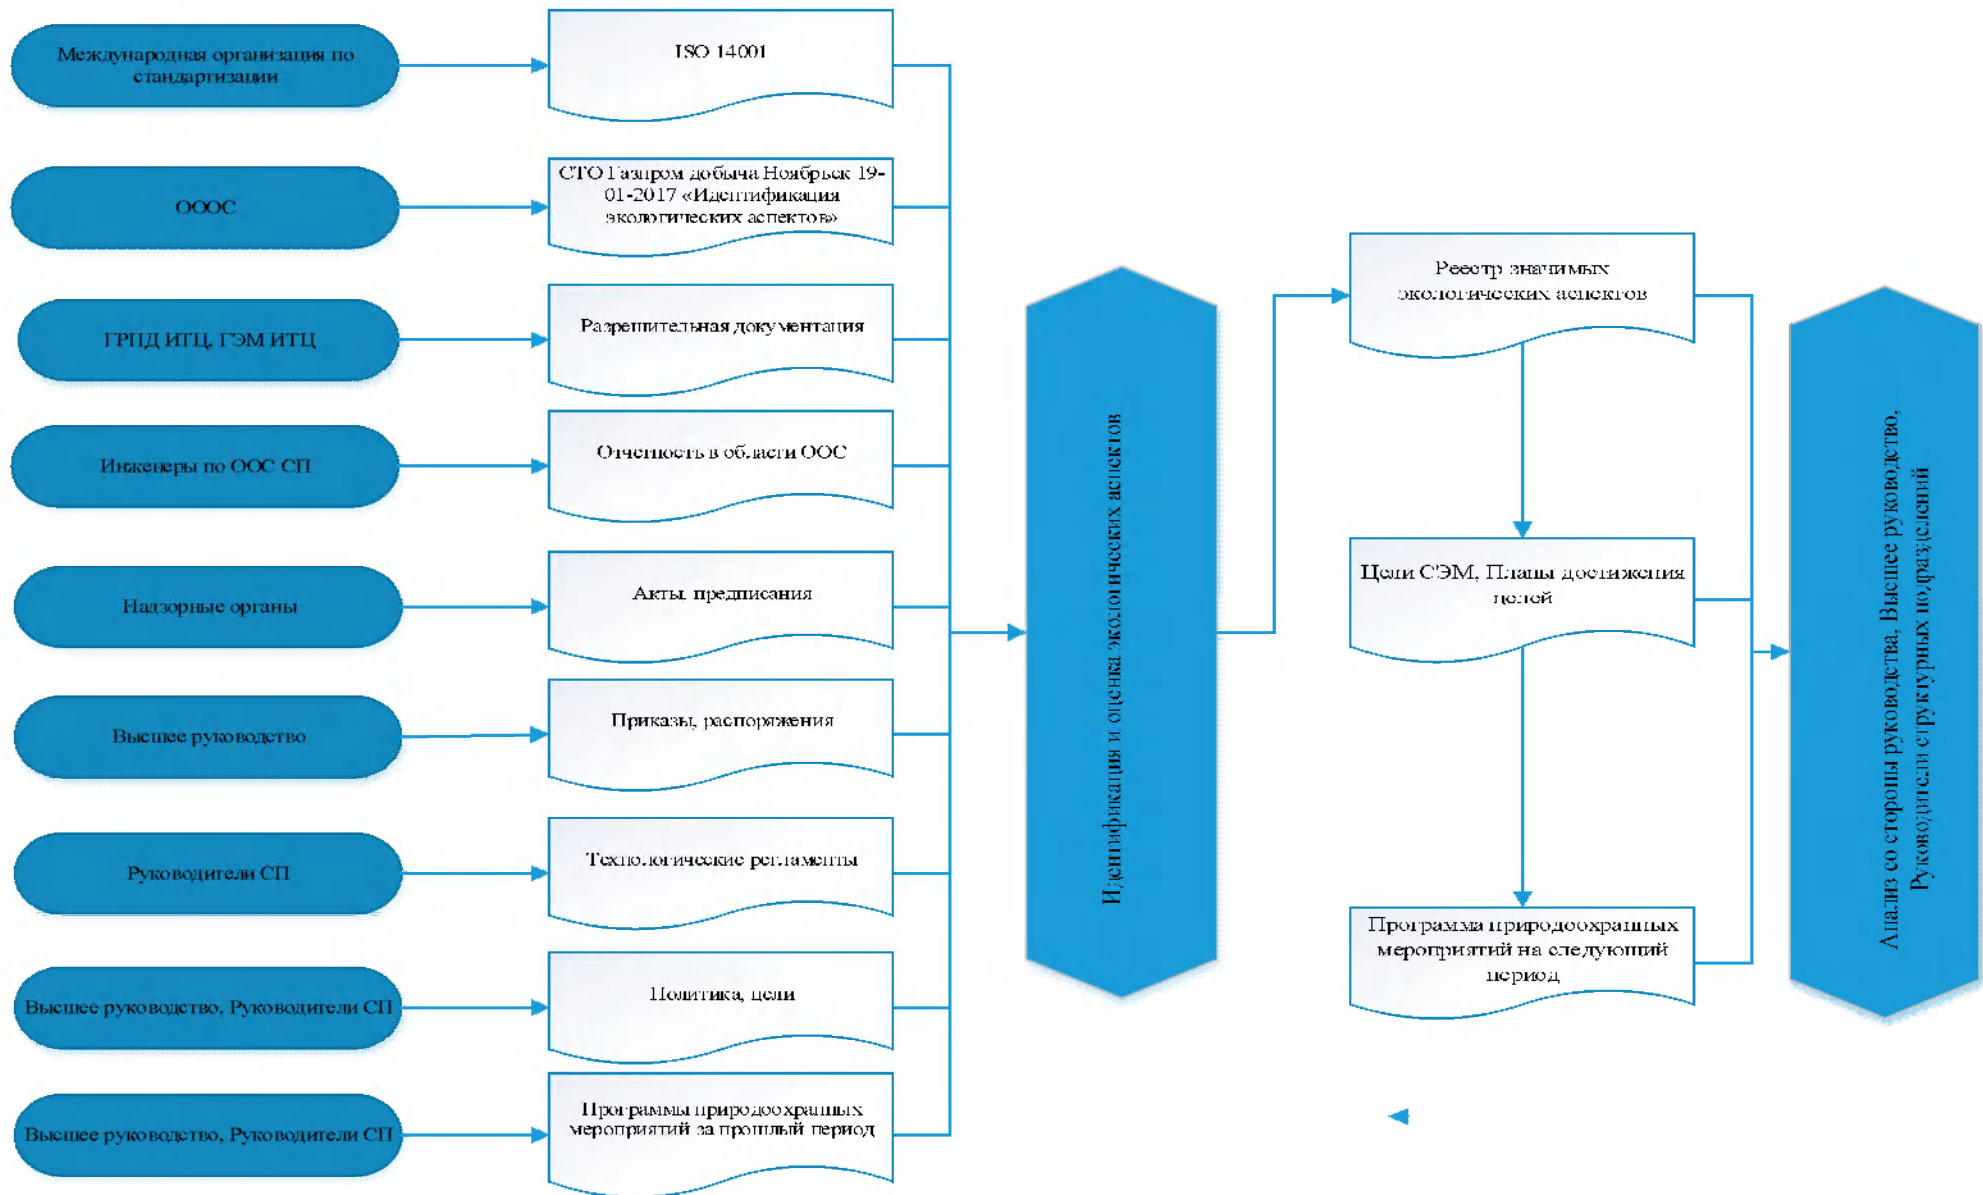 Международная организация по
стандартизации
ISO 14001
ОООС
СТО Газпром добыча Ноябрьск 19-
01-2017 «Идентификация
экологических аспектов»
ГРПД ИТЦ, ГЭМ ИТЦ
Разрешительная документация
Инженеры по ООС СП
Отчетность в области ООС
Надзорные органы
Акты, предписания
Высшее руководство
Приказы, распоряжения
Руководители СП
Технологические регламенты
Высшее руководство, Руководители СП
Политика, цели
Высшее руководство, Руководители СП
Программы природоохранных
мероприятий за прошлый период
Идентификация и оценка экологических аспектов
Реестр значимых
экологических аспектов
Цели СЭМ, Планы достижения
целей
Программа природоохранных
мероприятий на следующий
период
Анализ со стороны руководства, Высшее руководство,
Руководители структурных подразделений